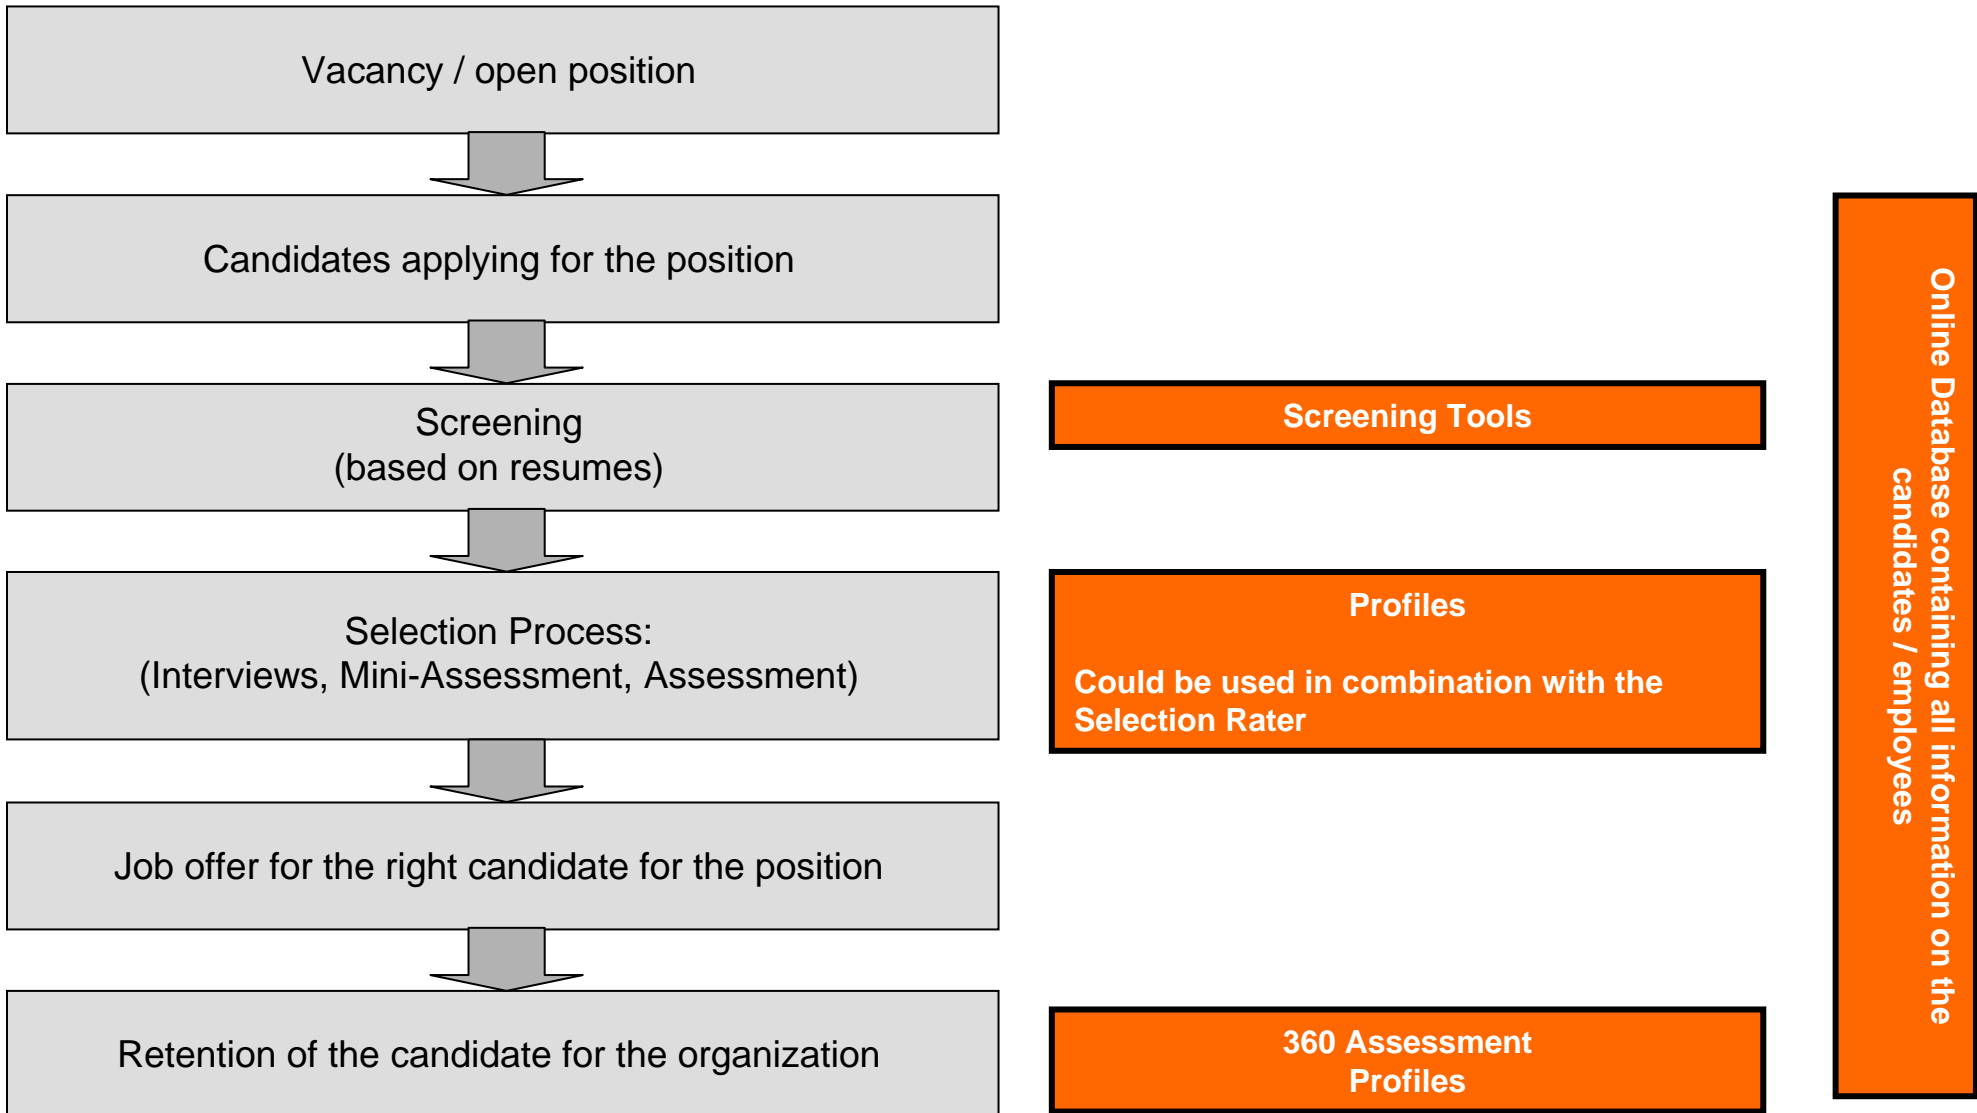 Vacancy / open position
Candidates applying for the position
Screening
(based on resumes)
Screening Tools
Selection Process:
(Interviews, Mini-Assessment, Assessment)
Profiles
Could be used in combination with the
Selection Rater
Job offer for the right candidate for the position
Retention of the candidate for the organization
360 Assessment
Profiles
Online Database containing all information on the
candidates / employees